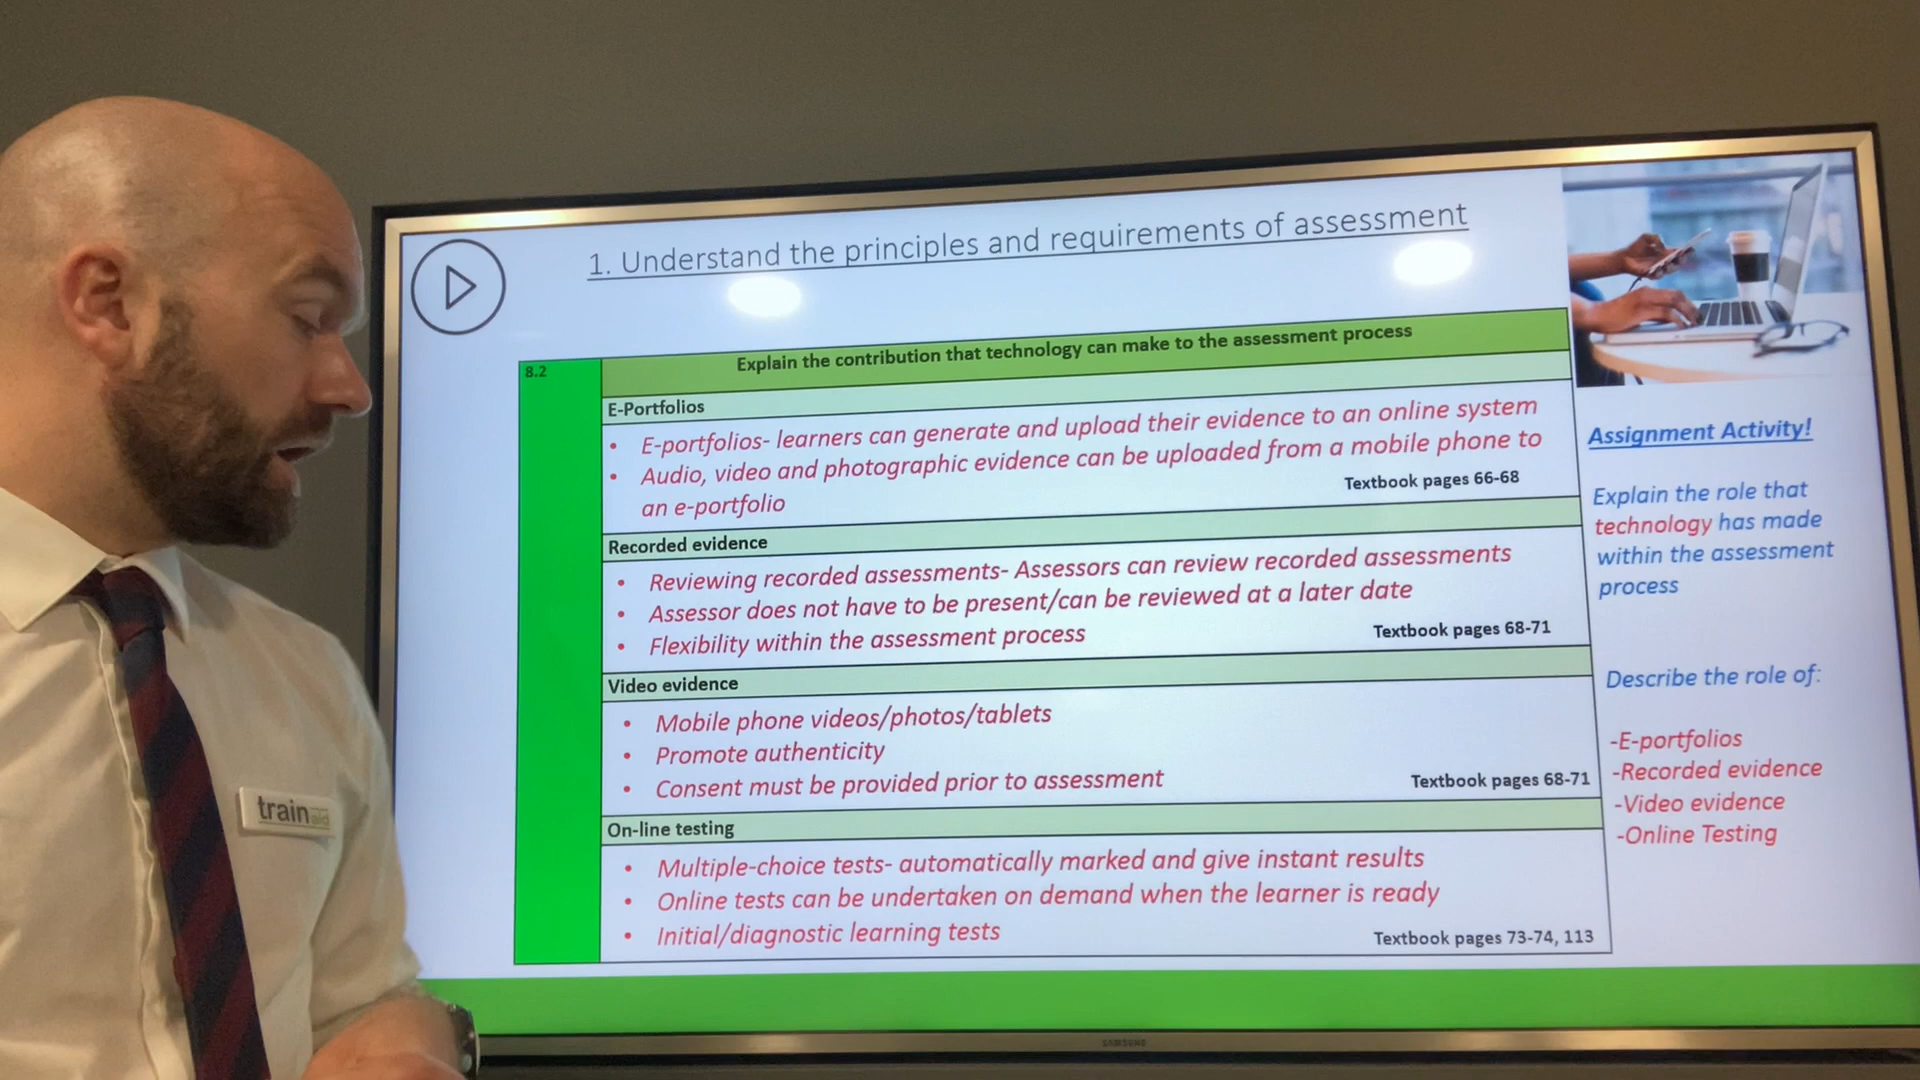 1. Understand the principles and requirements of assessment
8.2
Explain the contribution that technology can make to the assessment process
E-Portfolios
• E-portfolios- learners can generate and upload their evidence to an online system
• Audio, video and photographic evidence can be uploaded from a mobile phone to
an e-portfolio
Textbook pages 66-68
Recorded evidence
• Reviewing recorded assessments- Assessors can review recorded assessments
• Assessor does not have to be present/can be reviewed at a later date
• Flexibility within the assessment process
Textbook pages 68-71
Video evidence
• Mobile phone videos/photos/tablets
• Promote authenticity
• Consent must be provided prior to assessment
Textbook pages 68-71
On-line testing
• Multiple-choice tests- automatically marked and give instant results
• Online tests can be undertaken on demand when the learner is ready
• Initial/diagnostic learning tests
Textbook pages 73-74, 113
Assignment Activity!
Explain the role that
technology has made
within the assessment
process
Describe the role of:
-E-portfolios
-Recorded evidence
-Video evidence
-Online Testing
trainaid
SAMSUNG